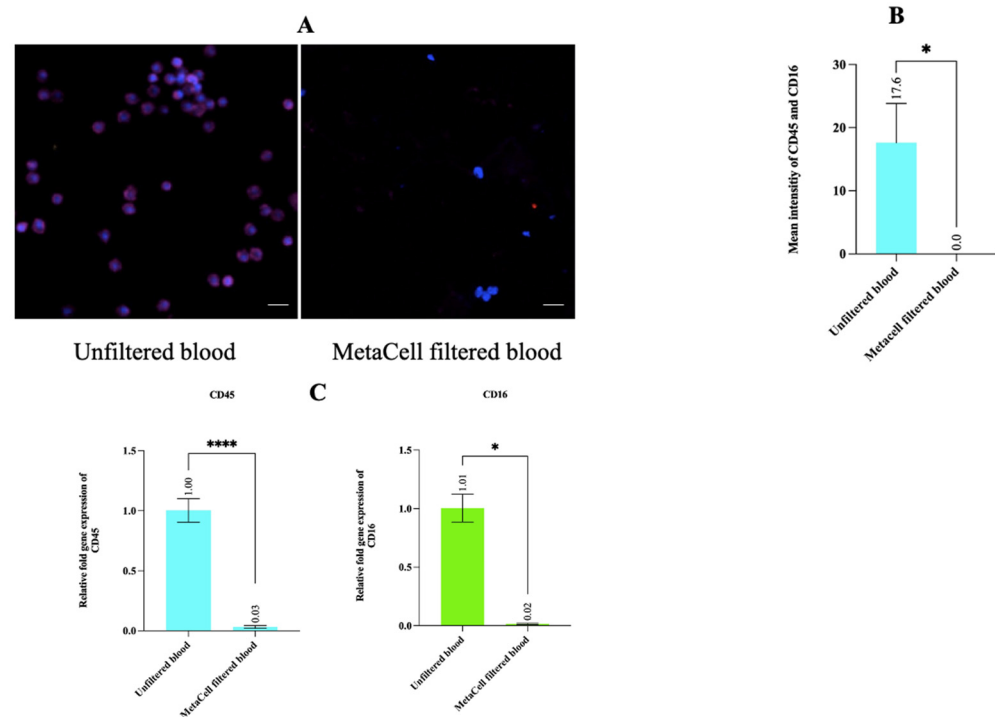 A
Unfiltered blood
MetaCell filtered blood
B
Mean intensitiy of CD45 and CD16
30
20
10
0
17.6
0.0
*
Unfiltered blood
Metacell filtered blood
C
CD45
Relative fold gene expression of
CD45
1.5
1.0
0.5
0.0
1.00
0.03
****
Unfiltered blood
MetaCell filtered blood
CD16
Relative fold gene expression of
CD16
1.5
1.0
0.5
0.0
1.01
0.02
*
Unfiltered blood
MetaCell filtered blood